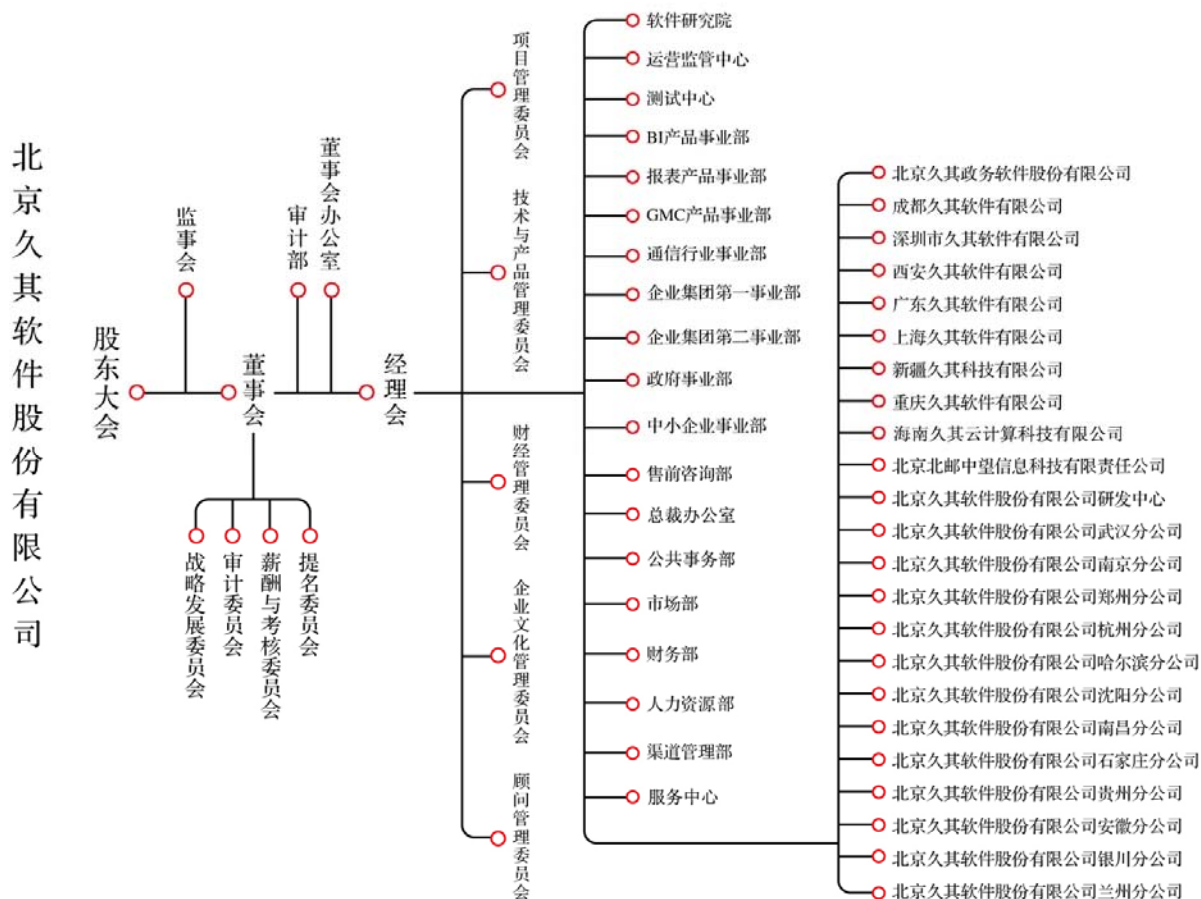 北京久其软件股份有限公司
股东大会
监事会
董事会
审计部
董事会办公室
经理会
战略发展委员会
审计委员会
薪酬与考核委员会
提名委员会
项目管理委员会
技术与产品管理委员会
财经管理委员会
企业文化管理委员会
顾问管理委员会
软件研究院
运营监管中心
测试中心
BI产品事业部
报表产品事业部
GMC产品事业部
通信行业事业部
企业集团第一事业部
企业集团第二事业部
政府事业部
中小企业事业部
售前咨询部
总裁办公室
公共事务部
市场部
财务部
人力资源部
渠道管理部
服务中心
北京久其政务软件股份有限公司
成都久其软件有限公司
深圳市久其软件有限公司
西安久其软件有限公司
广东久其软件有限公司
上海久其软件有限公司
新疆久其科技有限公司
重庆久其软件有限公司
海南久其云计算科技有限公司
北京北邮中望信息科技有限责任公司
北京久其软件股份有限公司研发中心
北京久其软件股份有限公司武汉分公司
北京久其软件股份有限公司南京分公司
北京久其软件股份有限公司郑州分公司
北京久其软件股份有限公司杭州分公司
北京久其软件股份有限公司哈尔滨分公司
北京久其软件股份有限公司沈阳分公司
北京久其软件股份有限公司南昌分公司
北京久其软件股份有限公司石家庄分公司
北京久其软件股份有限公司贵州分公司
北京久其软件股份有限公司安徽分公司
北京久其软件股份有限公司银川分公司
北京久其软件股份有限公司兰州分公司